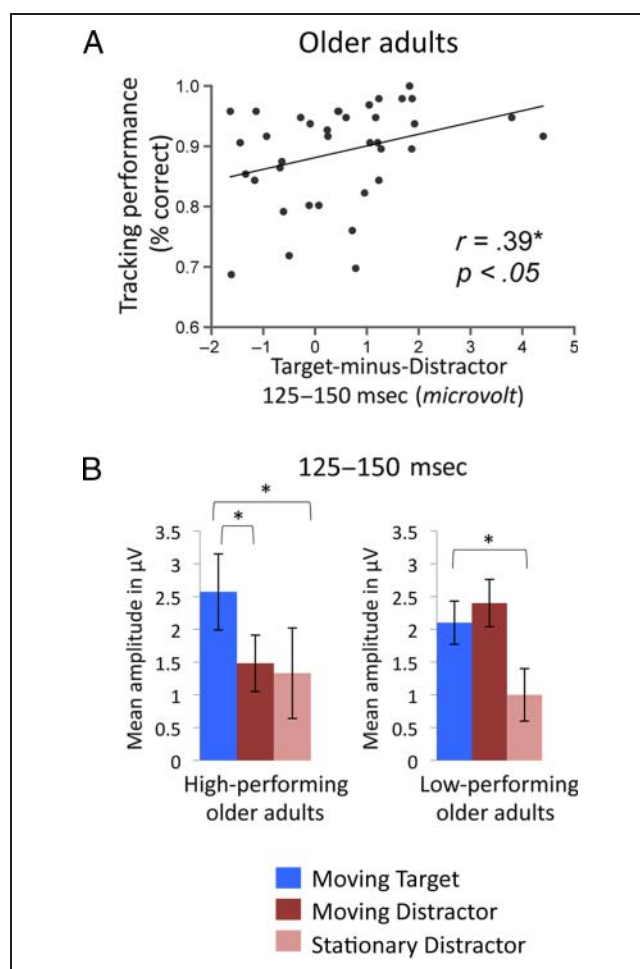 A
Older adults
Tracking performance
(% correct)
1.0
0.9
0.8
0.7
0.6
r = .39*
p < .05
−2 −1 0 1 2 3 4 5
Target-minus-Distractor
125–150 msec (microvolt)
B
125–150 msec
*
*
Mean amplitude in µV
3.5
3
2.5
2
1.5
1
0.5
0
High-performing
older adults
*
Mean amplitude in µV
3.5
3
2.5
2
1.5
1
0.5
0
Low-performing
older adults
Moving Target
Moving Distractor
Stationary Distractor